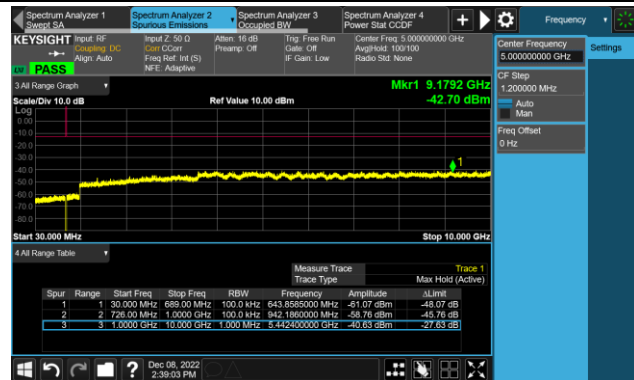 Spectrum Analyzer 1
Swept SA
Spectrum Analyzer 2
Spurious Emissions
Spectrum Analyzer 3
Occupied BW
Spectrum Analyzer 4
Power Stat CCDF
Frequency
KEYSIGHT
Input: RF
Coupling: DC
Align: Auto
Input Z: 50 Ω
Corr CCorr
Freq Ref: Int (S)
NFE: Adaptive
Atten: 16 dB
Preamp: Off
Trig: Free Run
Gate: Off
IF Gain: Low
Center Freq: 5.000000000 GHz
Avg|Hold: 100/100
Radio Std: None
LM PASS
Center Frequency
5.000000000 GHz
Settings
CF Step
1.200000 MHz
Auto
Man
Freq Offset
0 Hz
3 All Range Graph
Mkr1 9.1792 GHz
Scale/Div 10.0 dB
Ref Value 10.00 dBm
-42.70 dBm
Log
0.00
-10.0
-20.0
-30.0
-40.0
-50.0
-60.0
-70.0
-80.0
1
Start 30.000 MHz
Stop 10.000 GHz
4 All Range Table
Measure Trace Trace 1
Trace Type Max Hold (Active)
Spur Range Start Freq Stop Freq RBW Frequency Amplitude ΔLimit
1 1 30.000 MHz 689.00 MHz 100.0 kHz 643.8585000 MHz -61.07 dBm -48.07 dB
2 2 726.00 MHz 1.0000 GHz 100.0 kHz 942.1860000 MHz -58.76 dBm -45.76 dB
3 3 1.0000 GHz 10.000 GHz 1.000 MHz 5.442400000 GHz -40.63 dBm -27.63 dB
?
Dec 08, 2022
2:39:03 PM